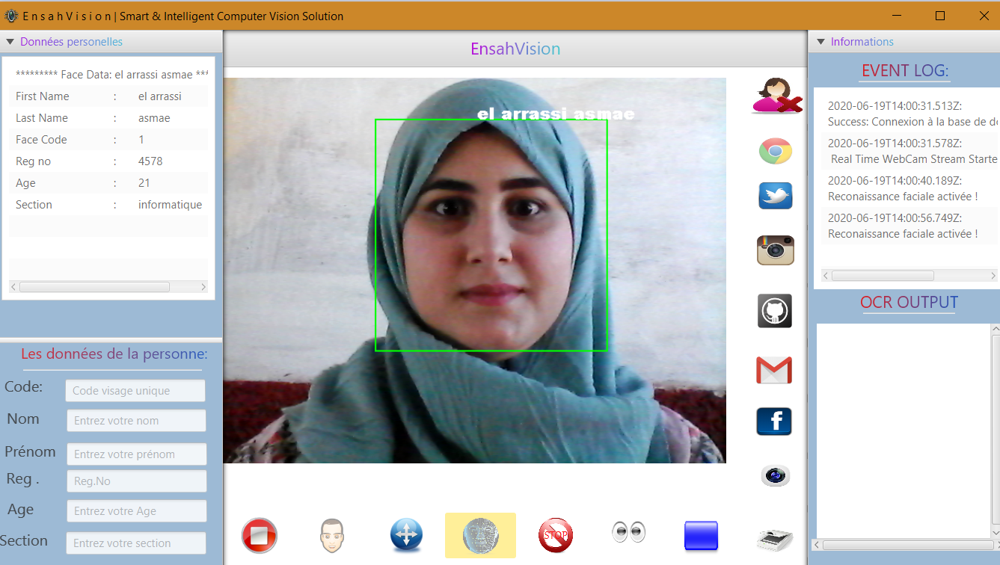 E n s a h V i s i o n | Smart & Intelligent Computer Vision Solution
Données personelles
********* Face Data: el arrassi asmae ***
First Name : el arrassi
Last Name : asmae
Face Code : 1
Reg no : 4578
Age : 21
Section : informatique
Les données de la personne:
Code: Code visage unique
Nom Entrez votre nom
Prénom Entrez votre prénom
Reg . Reg.No
Age Entrez votre Age
Section Entrez votre section
EnsahVision
el arrassi asmae
STOP
Informations
EVENT LOG:
2020-06-19T14:00:31.513Z:
Success: Connexion à la base de do
2020-06-19T14:00:31.578Z:
Real Time WebCam Stream Starte
2020-06-19T14:00:40.189Z:
Reconaissance faciale activée !
2020-06-19T14:00:56.749Z:
Reconaissance faciale activée !
OCR OUTPUT